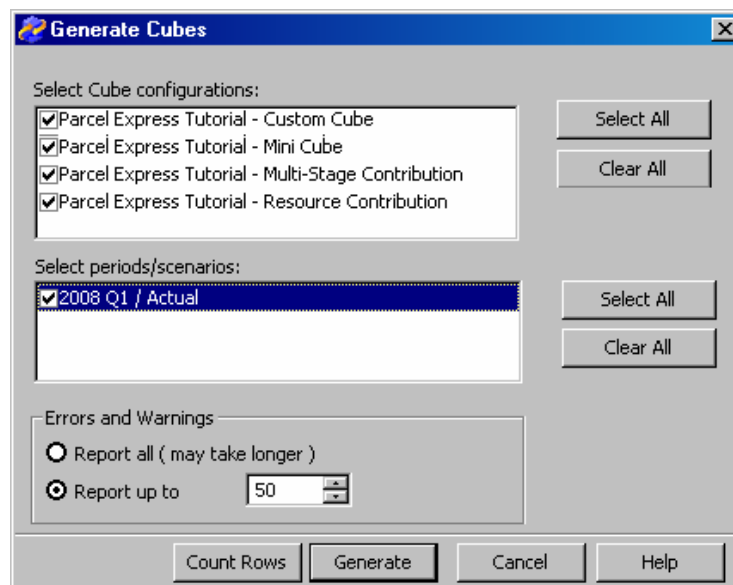 Generate Cubes
Select Cube configurations:
Parcel Express Tutorial - Custom Cube
Parcel Express Tutorial - Mini Cube
Parcel Express Tutorial - Multi-Stage Contribution
Parcel Express Tutorial - Resource Contribution
Select All
Clear All
Select periods/scenarios:
2008 Q1 / Actual
Select All
Clear All
Errors and Warnings
Report all ( may take longer )
Report up to 50
Count Rows Generate Cancel Help